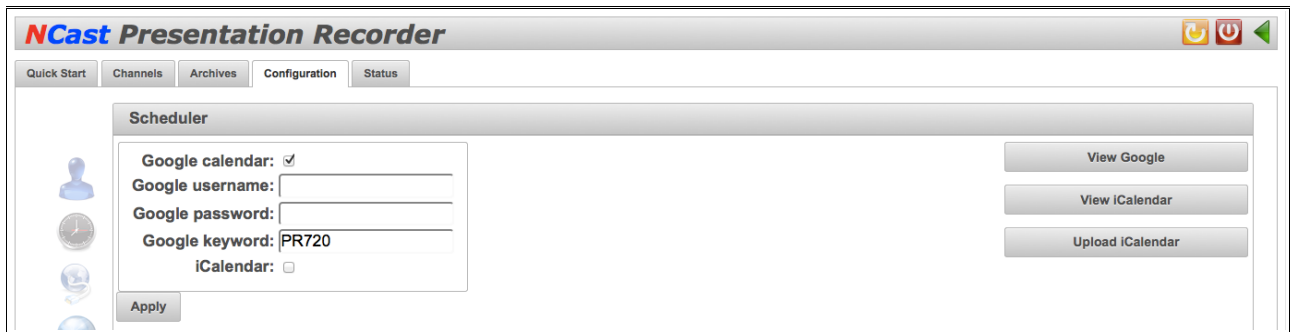 NCast Presentation Recorder
Quick Start Channels Archives Configuration Status
Scheduler
Google calendar:
Google username:
Google password:
Google keyword: PR720
iCalendar:
Apply
View Google
View iCalendar
Upload iCalendar